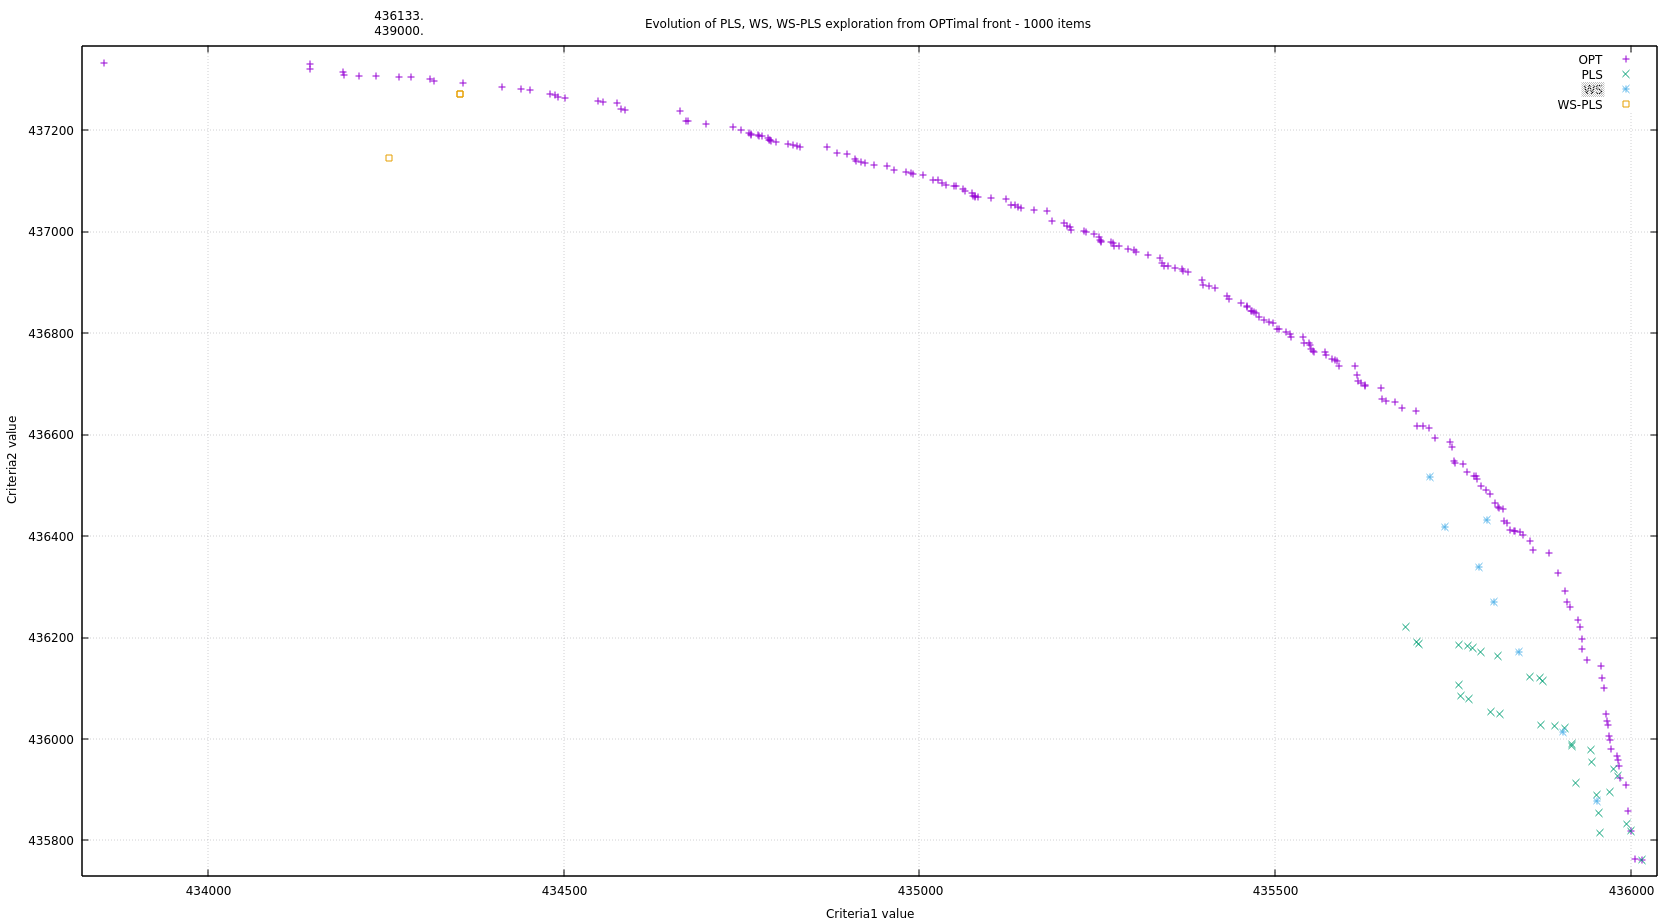 436133.
439000.
Evolution of PLS, WS, WS-PLS exploration from OPTimal front - 1000 items
OPT
PLS
WS
WS-PLS
437200
437000
436800
436600
436400
436200
436000
435800
Criteria2 value
434000
434500
435000
435500
436000
Criteria1 value